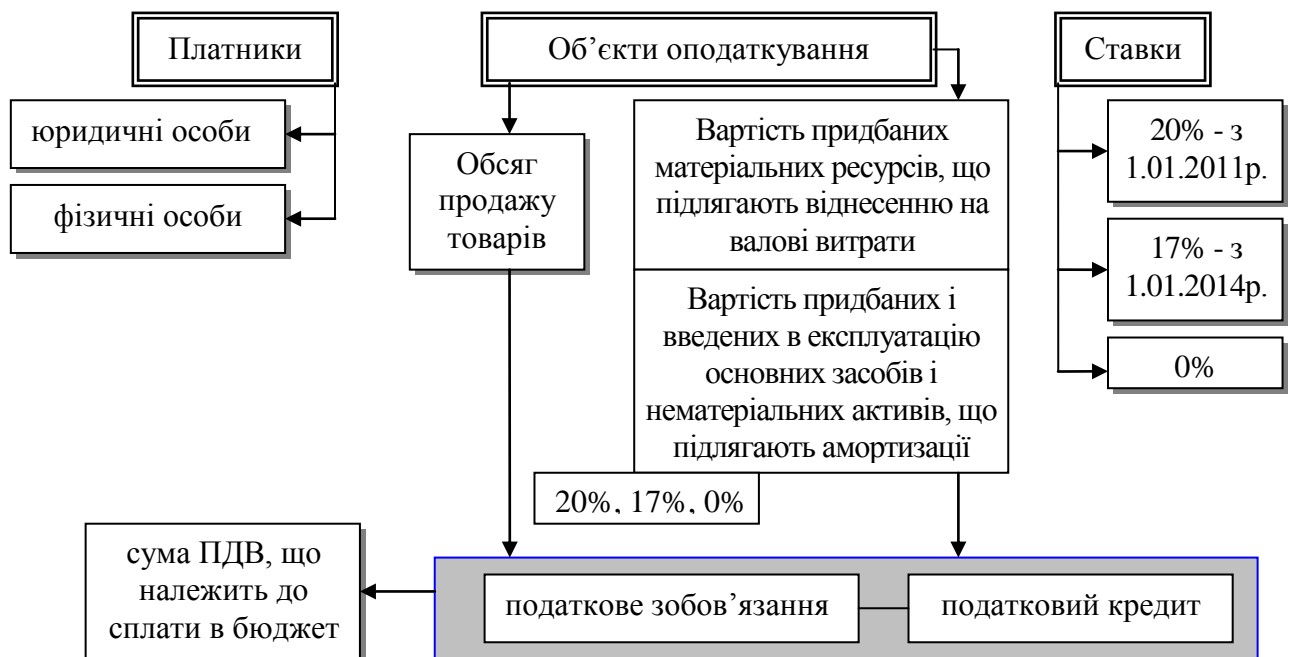 Платники
юридичні особи
фізичні особи
Об’єкти оподаткування
Обсяг
продажу
товарів
Вартість придбаних
матеріальних ресурсів, що
підлягають віднесенню на
валові витрати
Вартість придбаних і
введених в експлуатацію
основних засобів і
нематеріальних активів, що
підлягають амортизації
Ставки
20% - з
1.01.2011р.
17% - з
1.01.2014р.
0%
20%, 17%, 0%
сума ПДВ, що
належить до
сплати в бюджет
податкове зобов’язання
податковий кредит